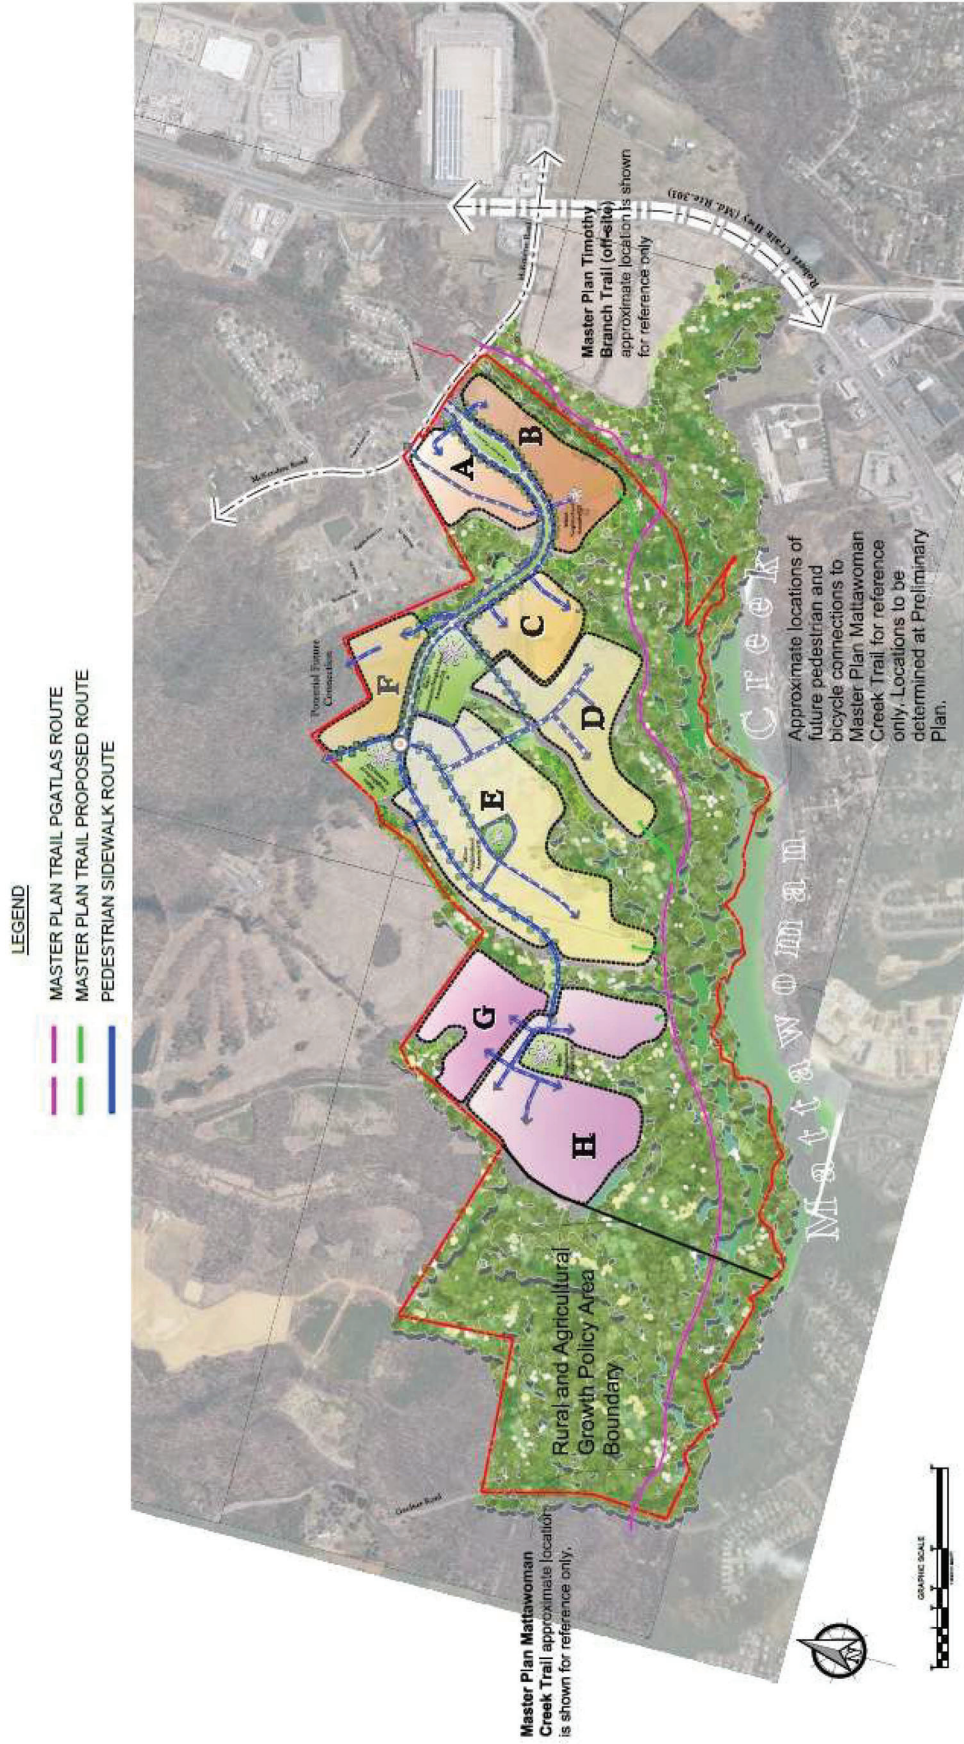 LEGEND
MASTER PLAN TRAIL PGATLAS ROUTE
MASTER PLAN TRAIL PROPOSED ROUTE
PEDESTRIAN SIDEWALK ROUTE
Master Plan Mattawoman
Creek Trail approximate location
is shown for reference only.
Gardner Road
Rural and Agricultural
Growth Policy Area
Boundary
H
G
E
D
F
C
A
B
Potential Future
Connection
McKendree Road
McKendree Road
Master Plan Timothy
Branch Trail (off-site)
approximate location is shown
for reference only
Robert Crain Hwy (Md. Rte.301)
Mattawoman Creek
Approximate locations of
future pedestrian and
bicycle connections to
Master Plan Mattawoman
Creek Trail for reference
only. Locations to be
determined at Preliminary
Plan.
N
GRAPHIC SCALE